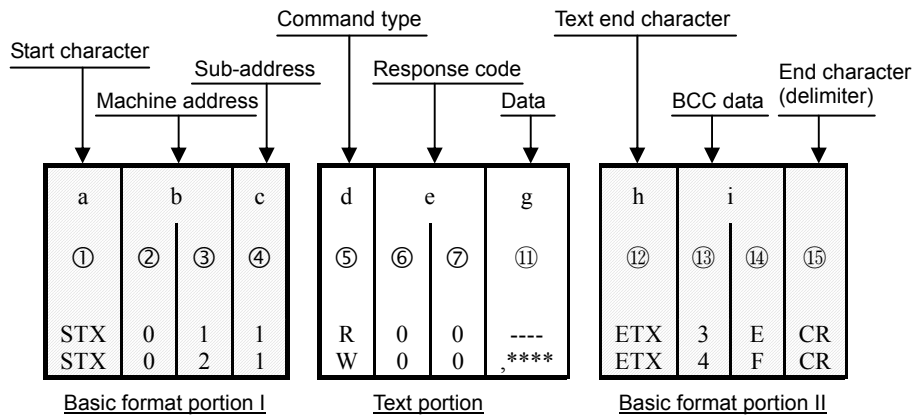 Command type
Text end character
Start character
Sub-address
Response code
End character
(delimiter)
Machine address
Data
BCC data
a b c d e g h i
① ② ③ ④ ⑤ ⑥ ⑦ ⑪ ⑫ ⑬ ⑭ ⑮
STX 0 1 1 R 0 0 ---- ETX 3 E CR
STX 0 2 1 W 0 0 ,**** ETX 4 F CR
Basic format portion I Text portion Basic format portion II